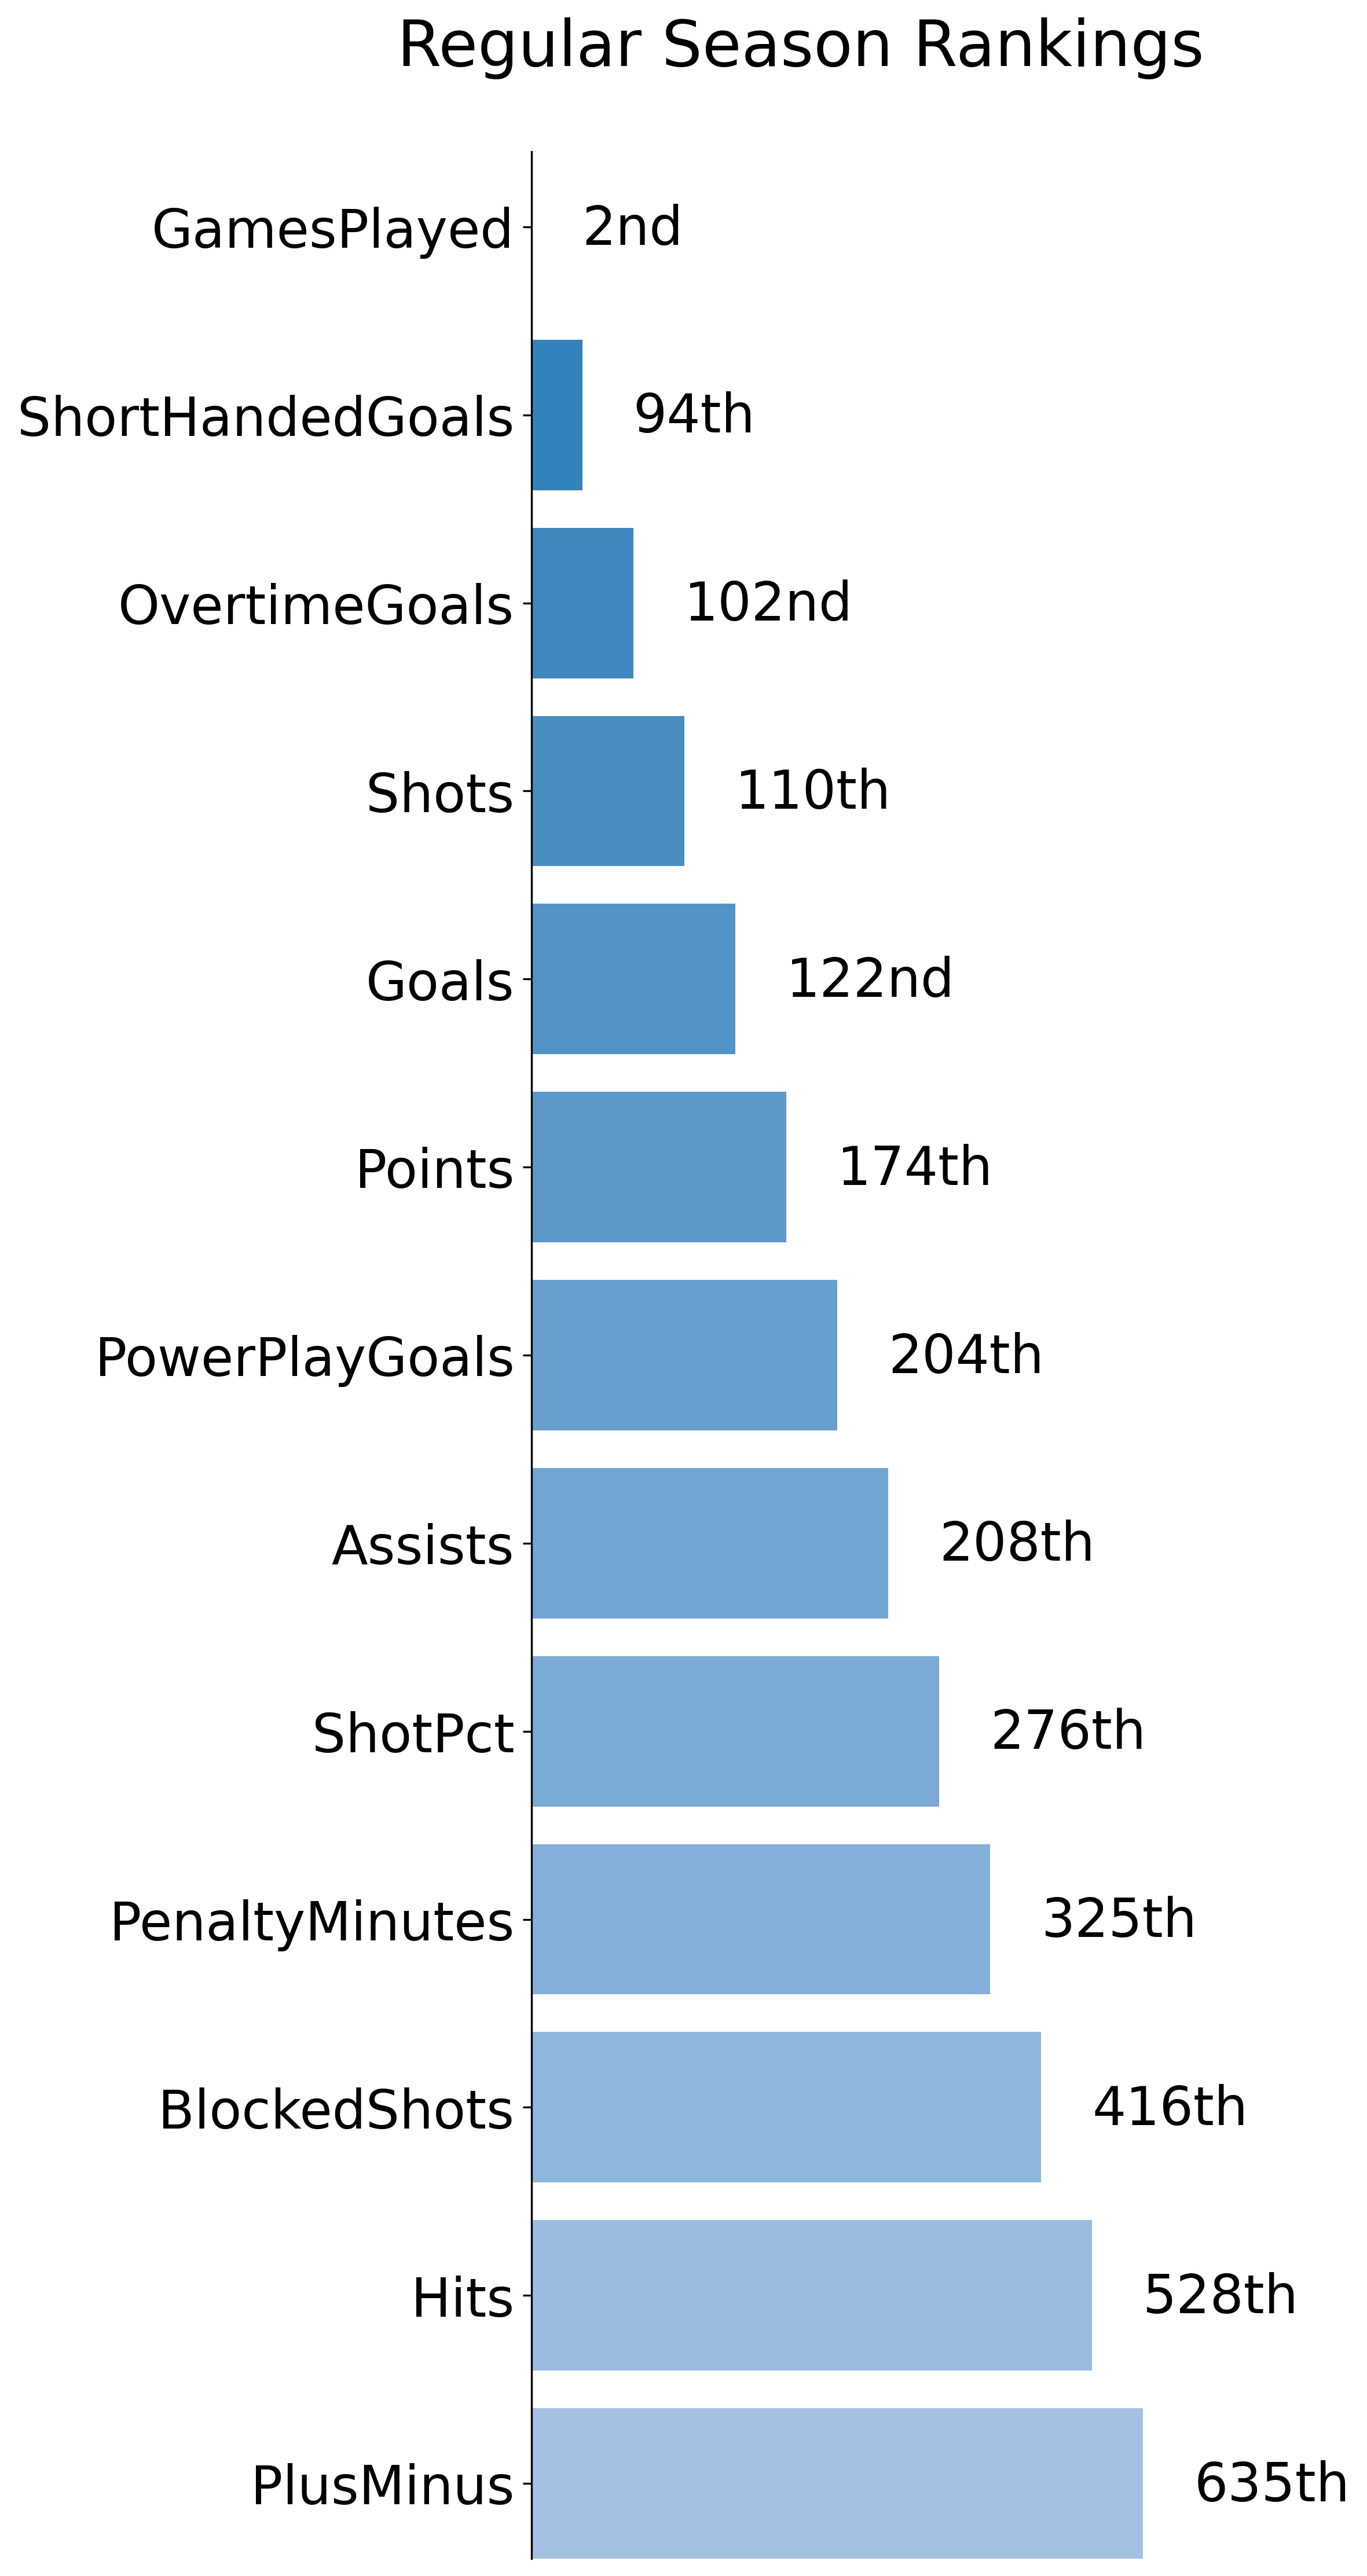 Regular Season Rankings
GamesPlayed 2nd
ShortHandedGoals 94th
OvertimeGoals 102nd
Shots 110th
Goals 122nd
Points 174th
PowerPlayGoals 204th
Assists 208th
ShotPct 276th
PenaltyMinutes 325th
BlockedShots 416th
Hits 528th
PlusMinus 635th